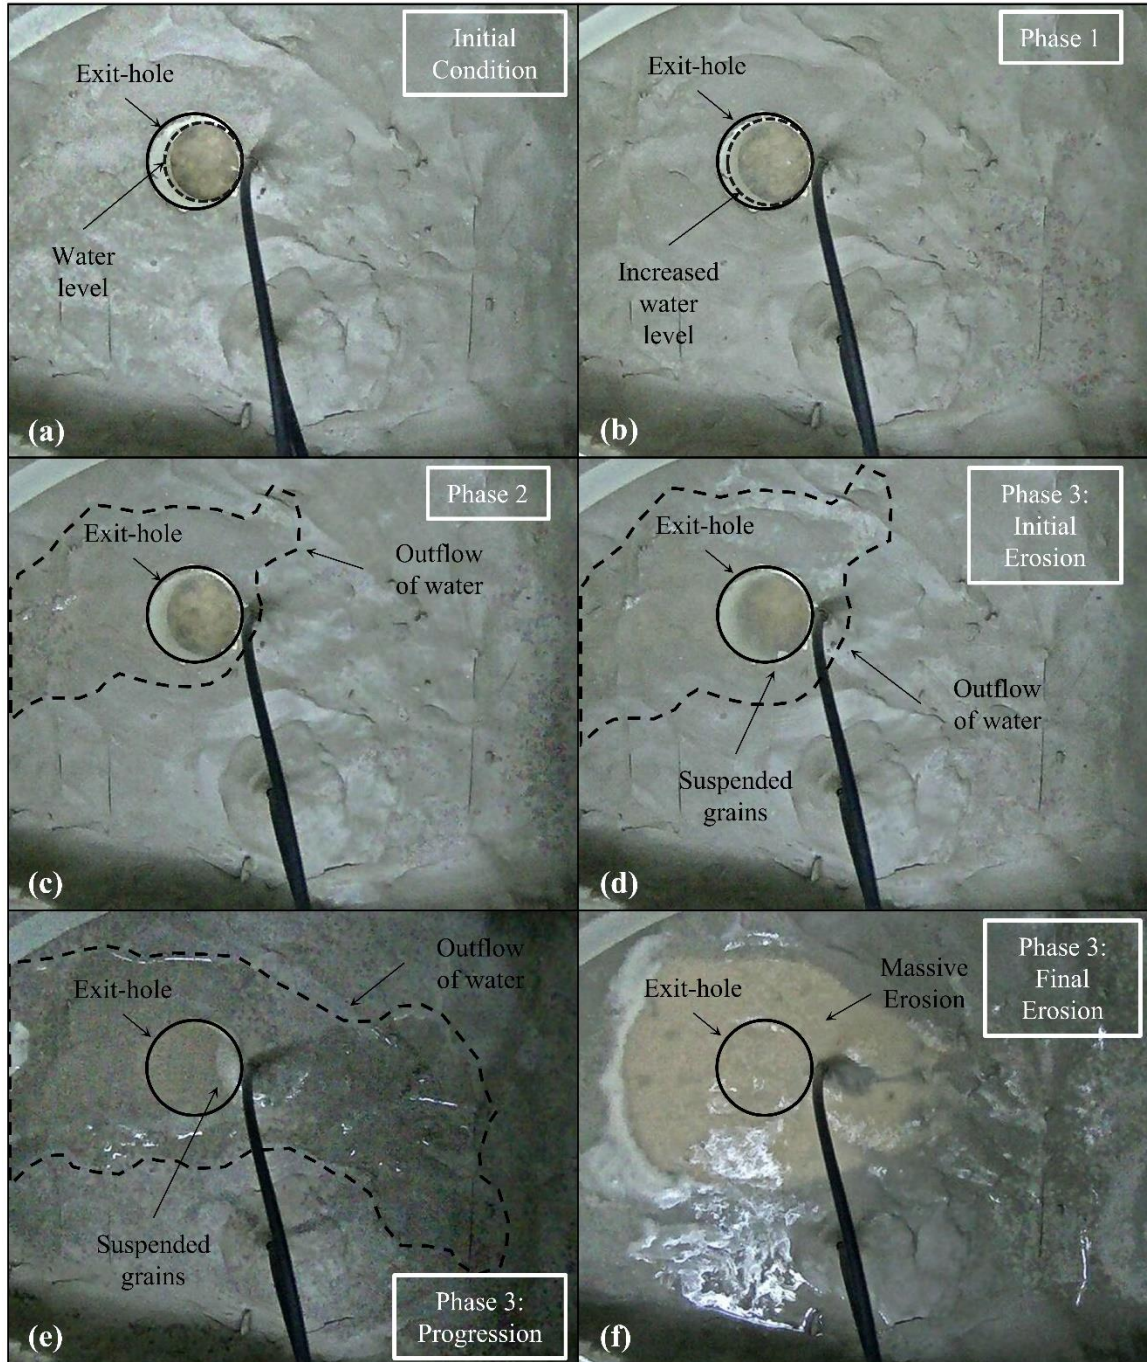 Initial
Condition
Exit-hole
Water
level
(a)
Phase 1
Exit-hole
Increased
water
level
(b)
Phase 2
Exit-hole
Outflow
of water
(c)
Phase 3:
Initial
Erosion
Exit-hole
Outflow
of water
Suspended
grains
(d)
Outflow
of water
Exit-hole
Suspended
grains
Phase 3:
Progression
(e)
Phase 3:
Final
Erosion
Massive
Erosion
Exit-hole
(f)